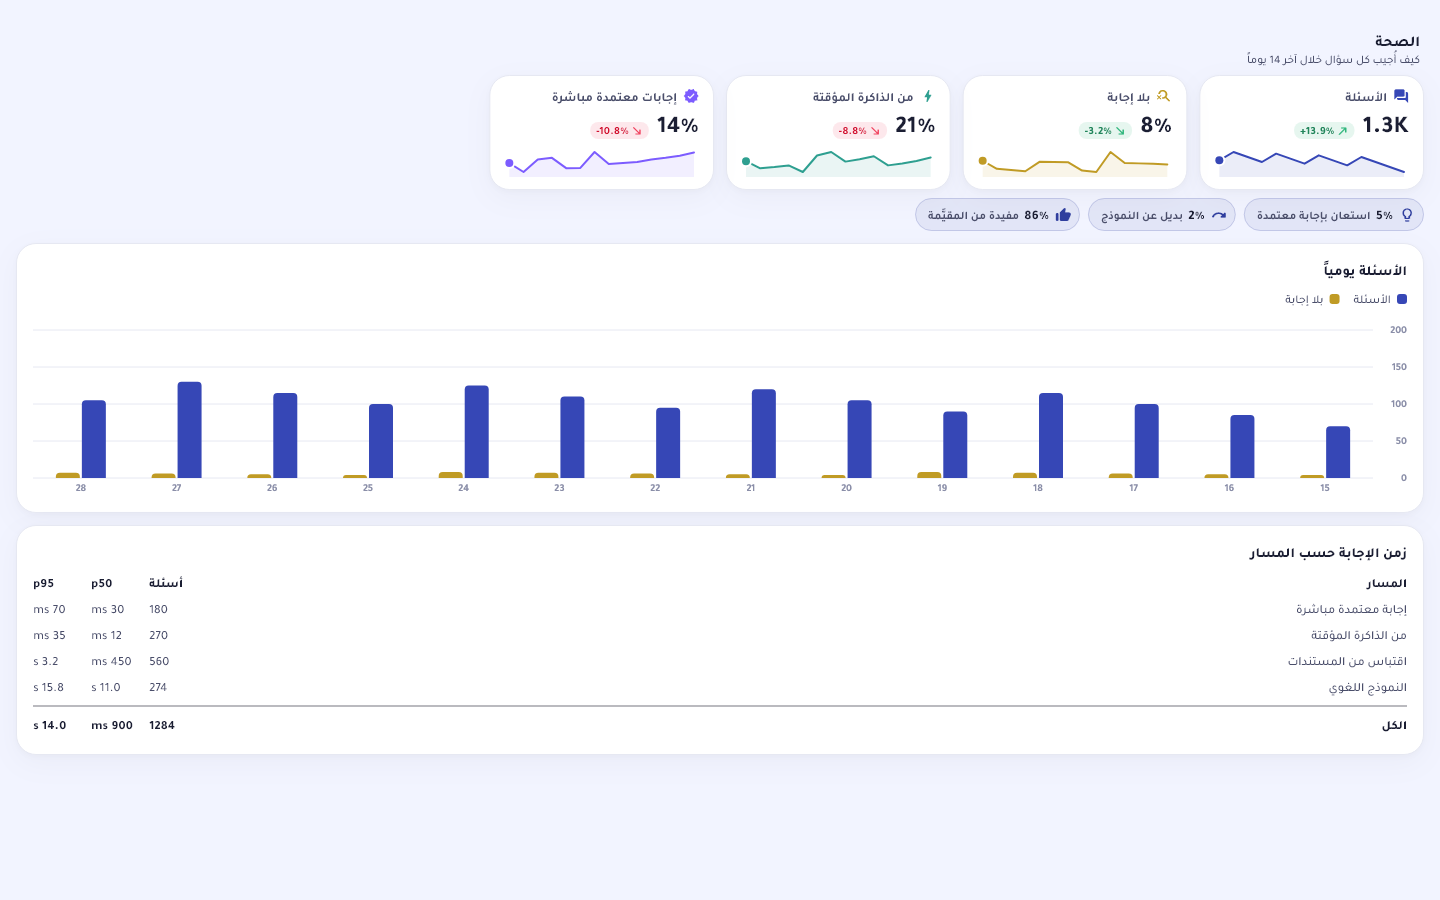 الصحة
كيف أُجيب كل سؤال خلال آخر 14 يوماً
الأسئلة
1.3K
+13.9%
بلا إجابة
8%
-3.2%
من الذاكرة المؤقتة
21%
-8.8%
إجابات معتمدة مباشرة
14%
-10.8%
5% استعان بإجابة معتمدة
2% بديل عن النموذج
86% مفيدة من المقيَّمة
الأسئلة يومياً
الأسئلة بلا إجابة
200
150
100
50
0
15 16 17 18 19 20 21 22 23 24 25 26 27 28
زمن الإجابة حسب المسار
المسار أسئلة p50 p95
إجابة معتمدة مباشرة 180 30 ms 70 ms
من الذاكرة المؤقتة 270 12 ms 35 ms
اقتباس من المستندات 560 450 ms 3.2 s
النموذج اللغوي 274 11.0 s 15.8 s
الكل 1284 900 ms 14.0 s